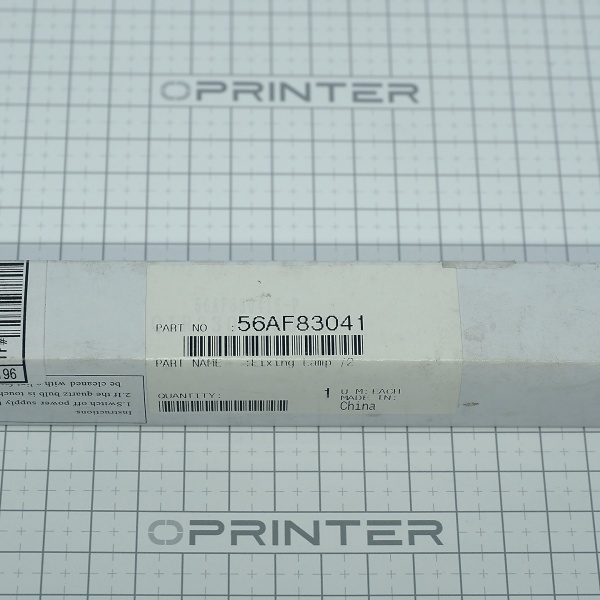 OPRINTER
PART NO :56AF83041
PART NAME :Fixing Lamp /2
QUANTITY: 1 U/M: EACH
MADE IN:
China
96
Instructions
1.Switch off power supply
2.If the quartz bulb is touch
be cleaned with
OPRINTER